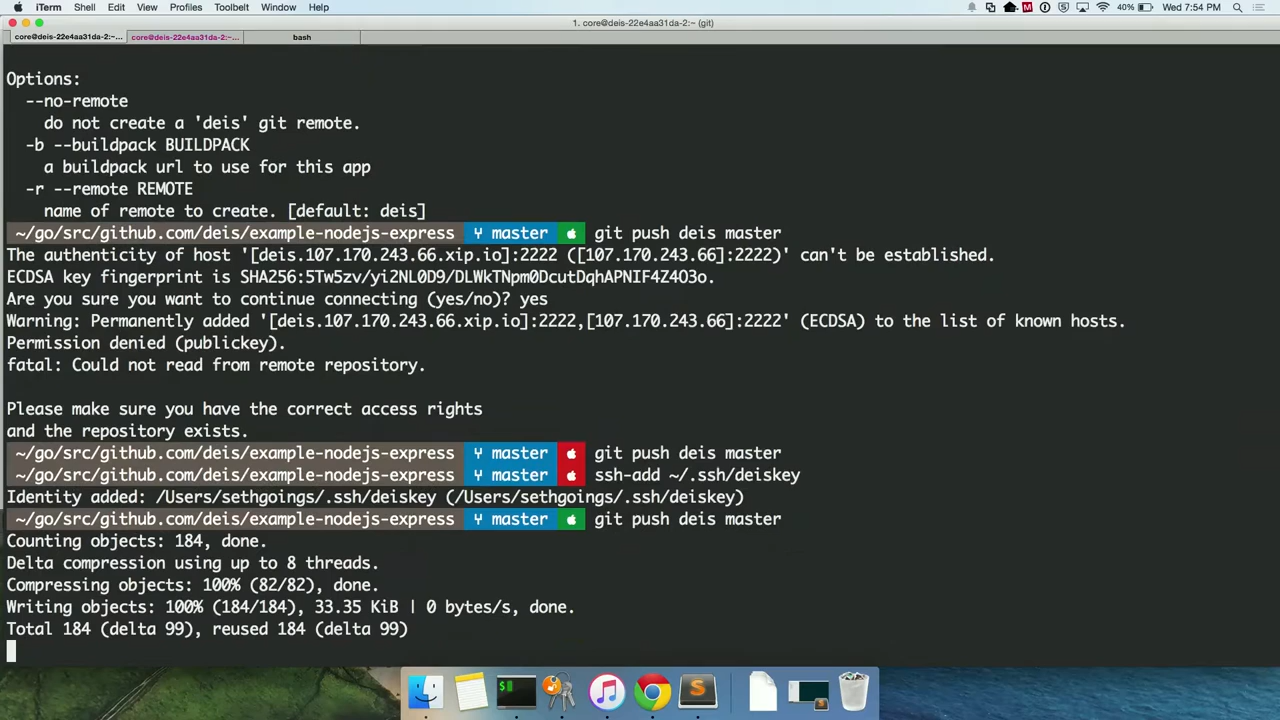 iTerm Shell Edit View Profiles Toolbelt Window Help 40% Wed 7:54 PM
1. core@deis-22e4aa31da-2:~ (git)
core@deis-22e4aa31da-2:~... core@deis-22e4aa31da-2:~... bash
Options:
--no-remote
do not create a 'deis' git remote.
-b --buildpack BUILDPACK
a buildpack url to use for this app
-r --remote REMOTE
name of remote to create. [default: deis]
~/go/src/github.com/deis/example-nodejs-express master git push deis master
The authenticity of host '[deis.107.170.243.66.xip.io]:2222 ([107.170.243.66]:2222)' can't be established.
ECDSA key fingerprint is SHA256:5Tw5zv/yi2NL0D9/DLWkTNpm0DcutDqhAPNIF4Z4O3o.
Are you sure you want to continue connecting (yes/no)? yes
Warning: Permanently added '[deis.107.170.243.66.xip.io]:2222,[107.170.243.66]:2222' (ECDSA) to the list of known hosts.
Permission denied (publickey).
fatal: Could not read from remote repository.
Please make sure you have the correct access rights
and the repository exists.
~/go/src/github.com/deis/example-nodejs-express master git push deis master
~/go/src/github.com/deis/example-nodejs-express master ssh-add ~/.ssh/deiskey
Identity added: /Users/sethgoings/.ssh/deiskey (/Users/sethgoings/.ssh/deiskey)
~/go/src/github.com/deis/example-nodejs-express master git push deis master
Counting objects: 184, done.
Delta compression using up to 8 threads.
Compressing objects: 100% (82/82), done.
Writing objects: 100% (184/184), 33.35 KiB | 0 bytes/s, done.
Total 184 (delta 99), reused 184 (delta 99)